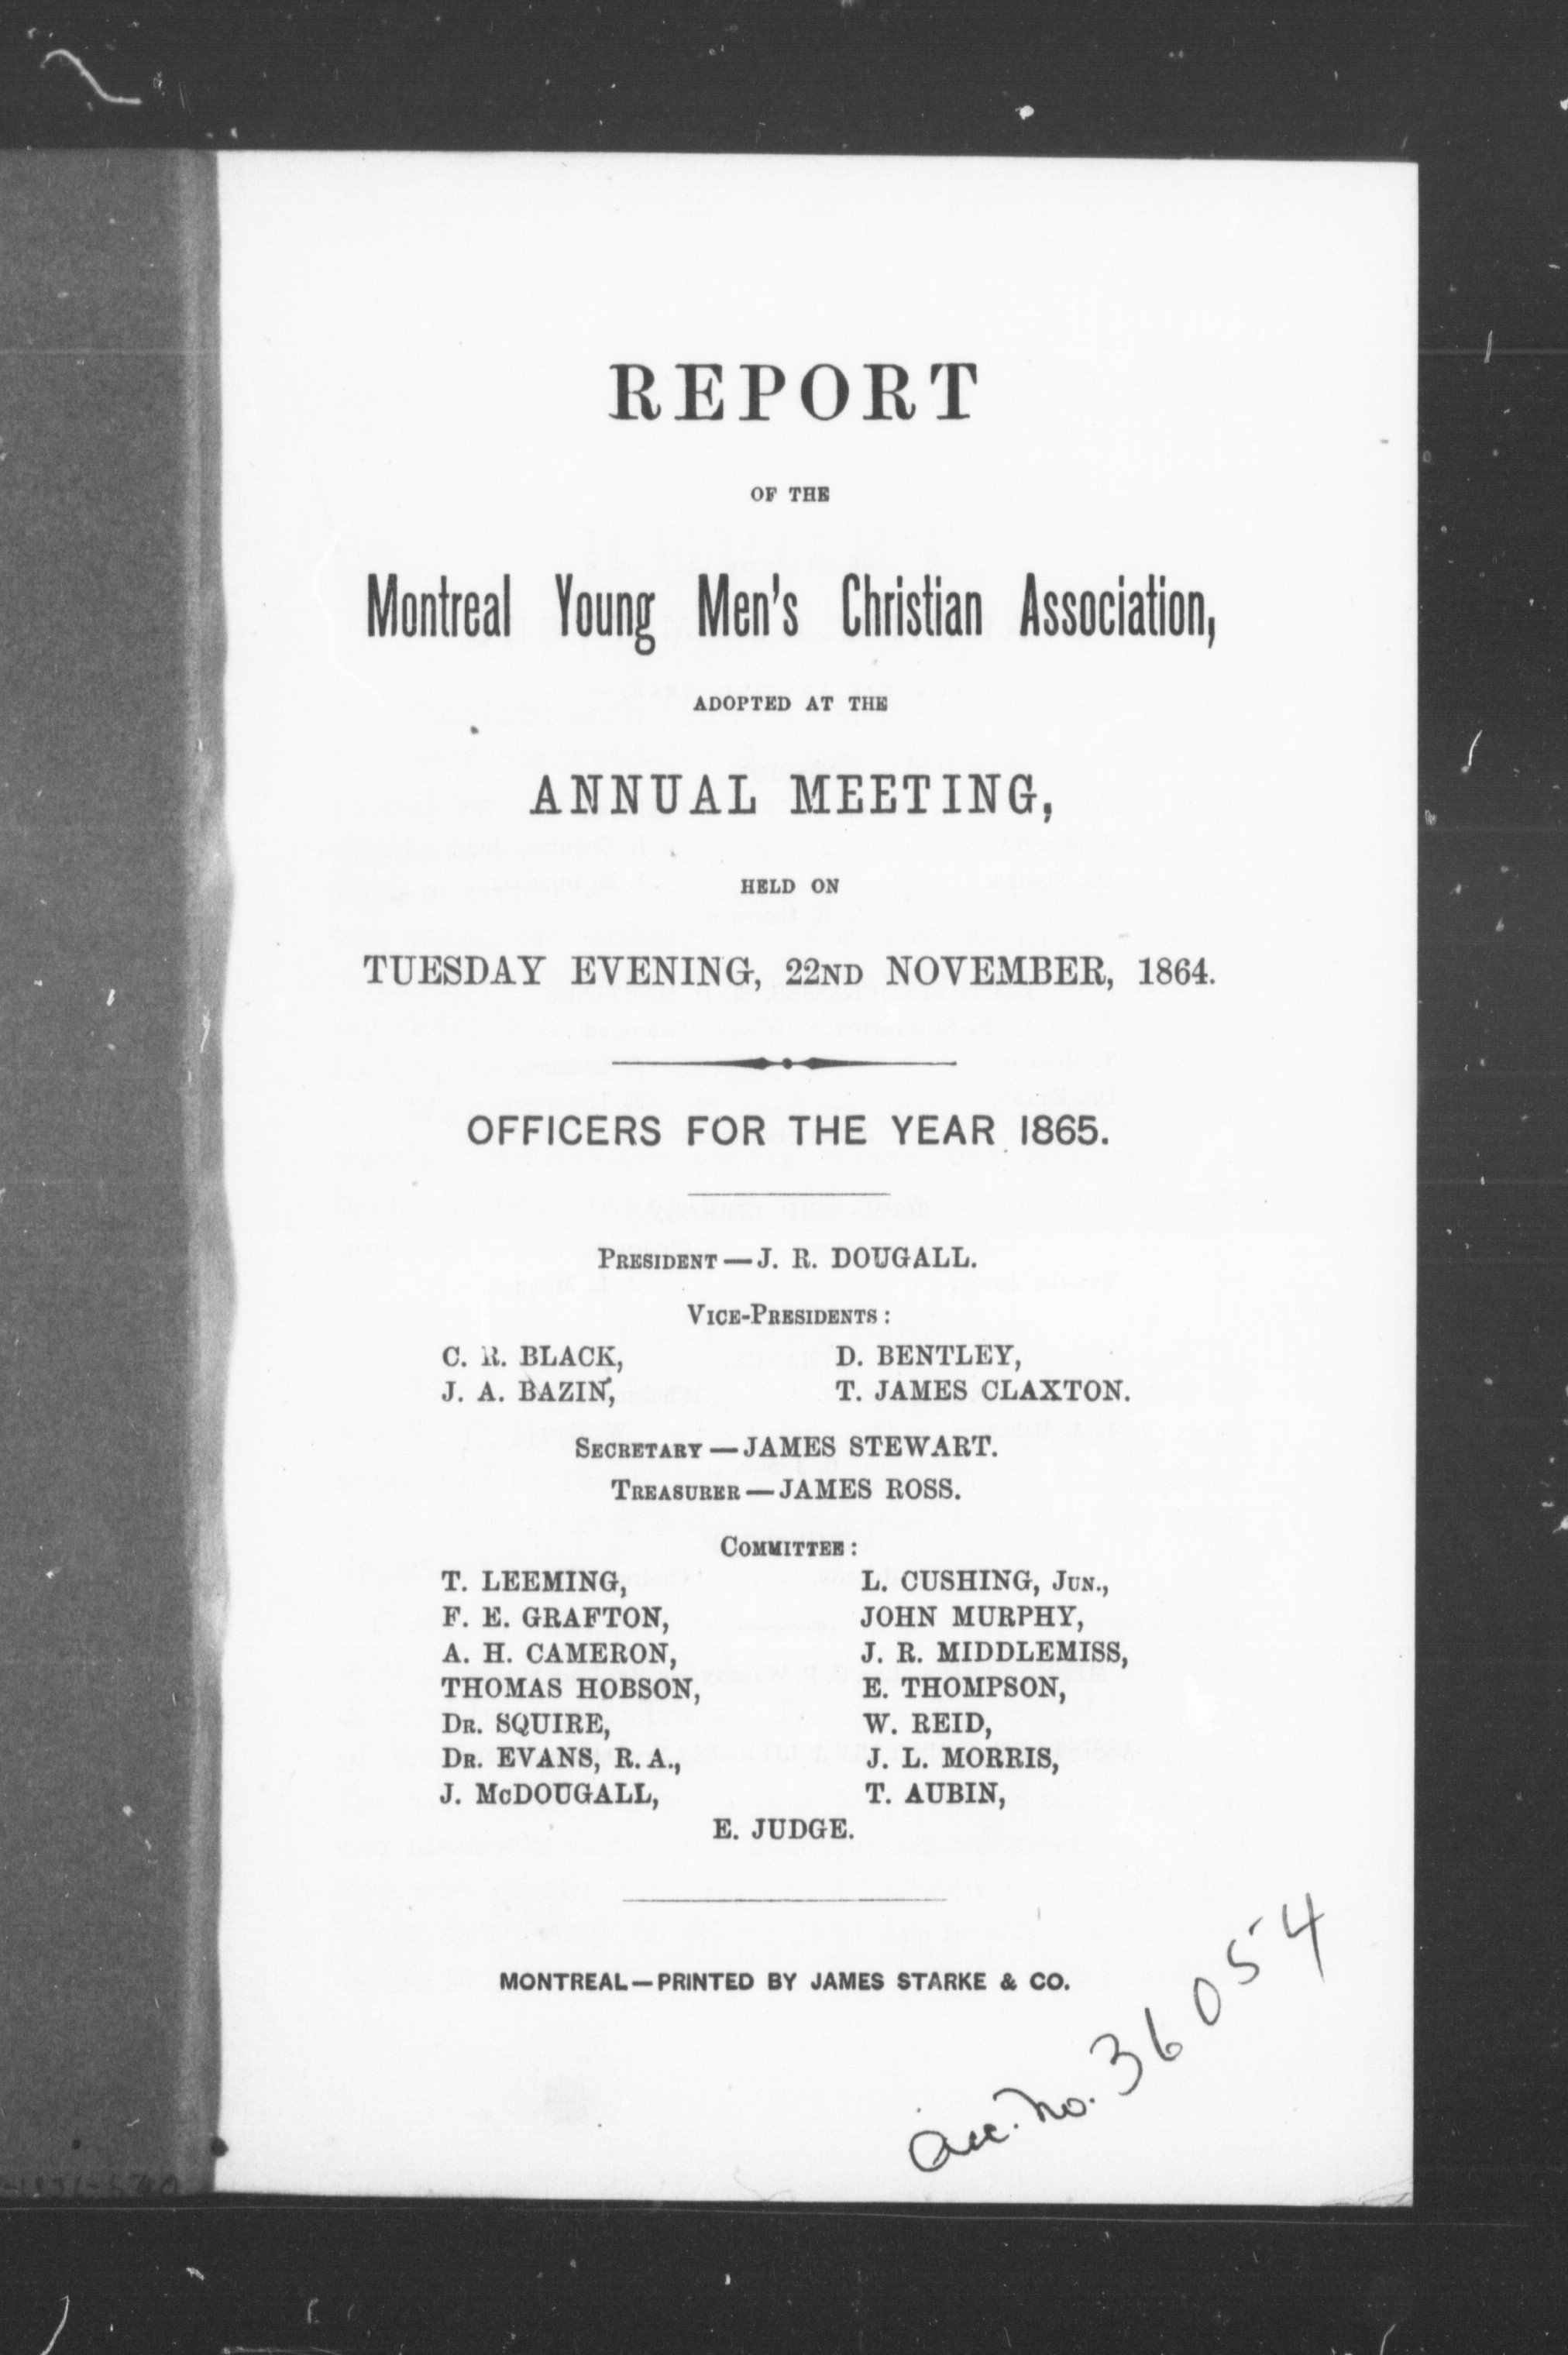 REPORT
OF THE
Montreal Young Men's Christian Association,
ADOPTED AT THE
ANNUAL MEETING,
HELD ON
TUESDAY EVENING, 22ND NOVEMBER, 1864.
OFFICERS FOR THE YEAR 1865.
PRESIDENT — J. R. DOUGALL.
VICE-PRESIDENTS:
C. R. BLACK, D. BENTLEY,
J. A. BAZIN, T. JAMES CLAXTON.
SECRETARY — JAMES STEWART.
TREASURER — JAMES ROSS.
COMMITTEE:
T. LEEMING, L. CUSHING, JUN.,
F. E. GRAFTON, JOHN MURPHY,
A. H. CAMERON, J. R. MIDDLEMISS,
THOMAS HOBSON, E. THOMPSON,
DR. SQUIRE, W. REID,
DR. EVANS, R. A., J. L. MORRIS,
J. McDOUGALL, T. AUBIN,
E. JUDGE.
MONTREAL — PRINTED BY JAMES STARKE & CO.
acc. no. 36054